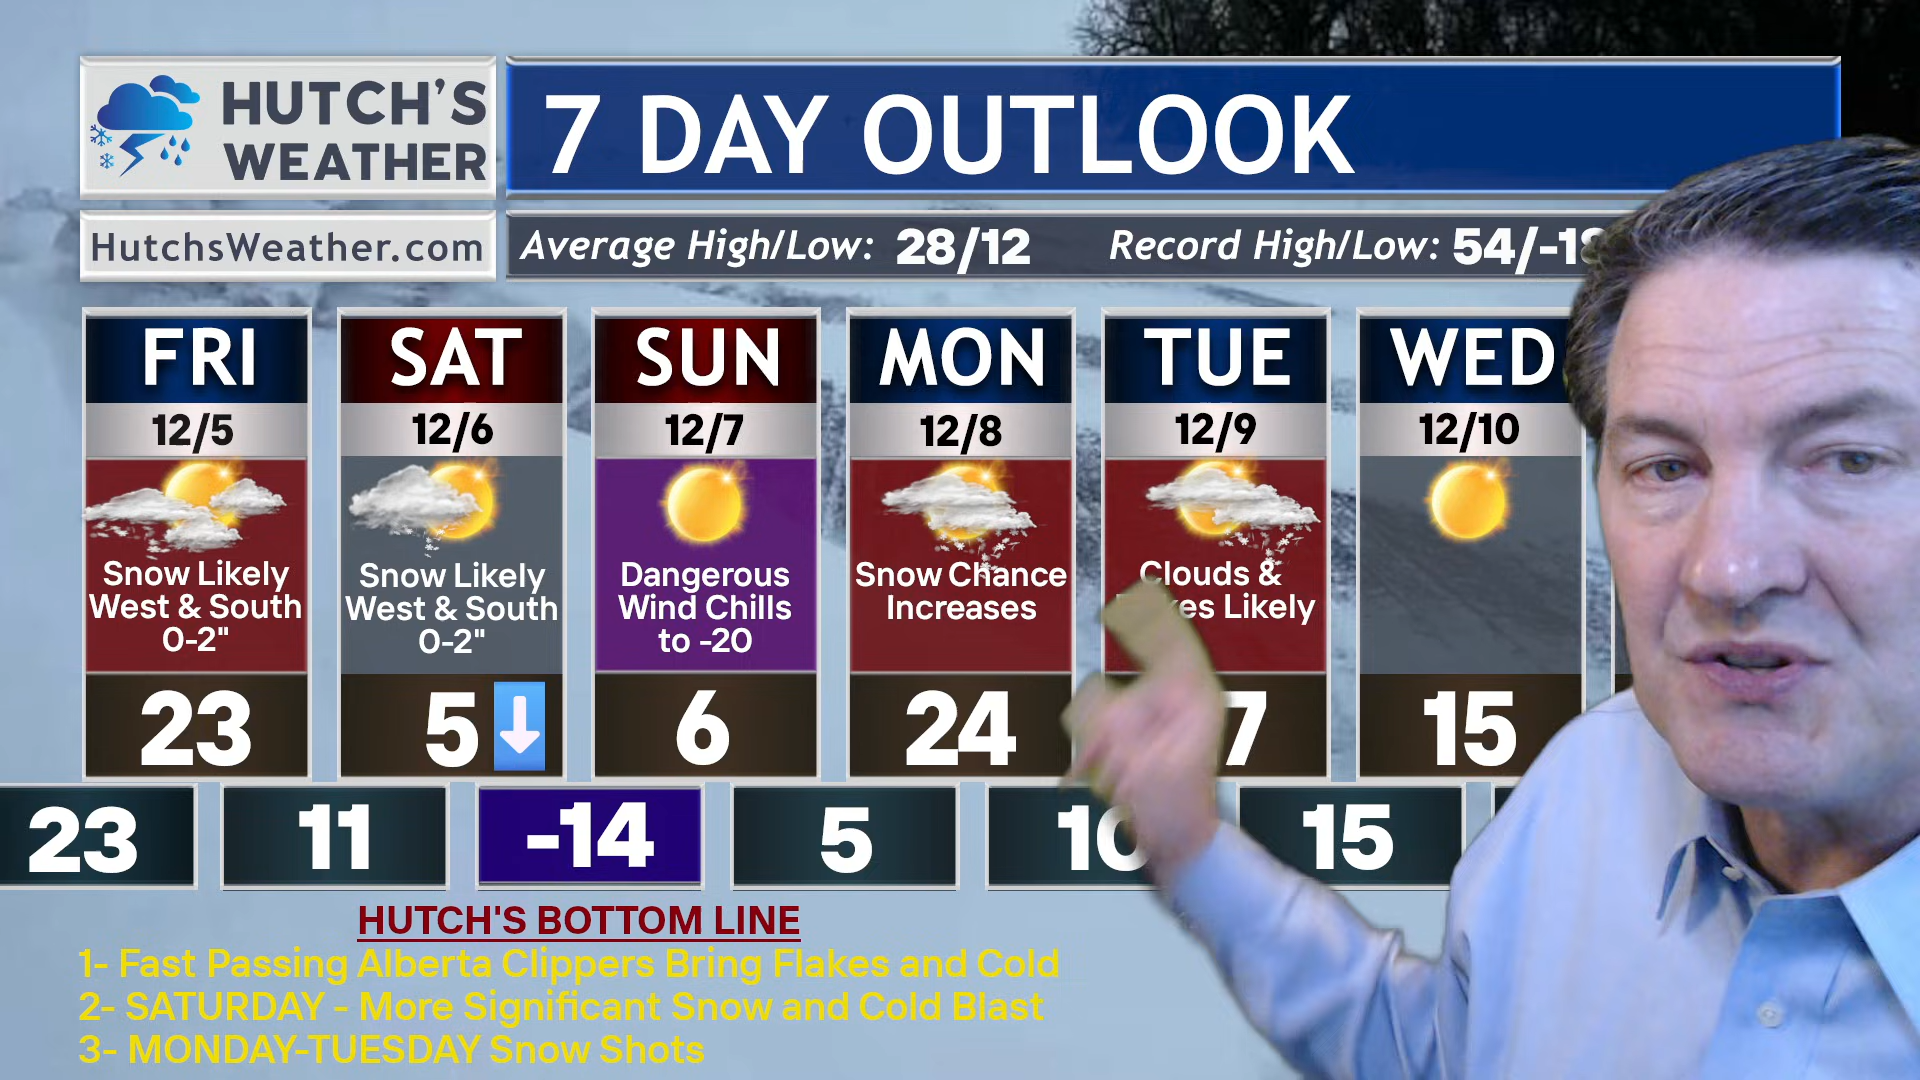 HUTCH'S
WEATHER
7 DAY OUTLOOK
HutchsWeather.com
Average High/Low: 28/12 Record High/Low:
FRI SAT SUN MON TUE WED
12/5 12/6 12/7 12/8 12/9 12/10
Snow Likely
West & South
0-2"
Snow Likely
West & South
0-2"
Dangerous
Wind Chills
to -20
Snow Chance
Increases
Clouds &
Likely
23 5 6 24 15
23 11 -14 5 15
HUTCH'S BOTTOM LINE
1- Fast Passing Alberta Clippers Bring Flakes and Cold
2- SATURDAY - More Significant Snow and Cold Blast
3- MONDAY-TUESDAY Snow Shots